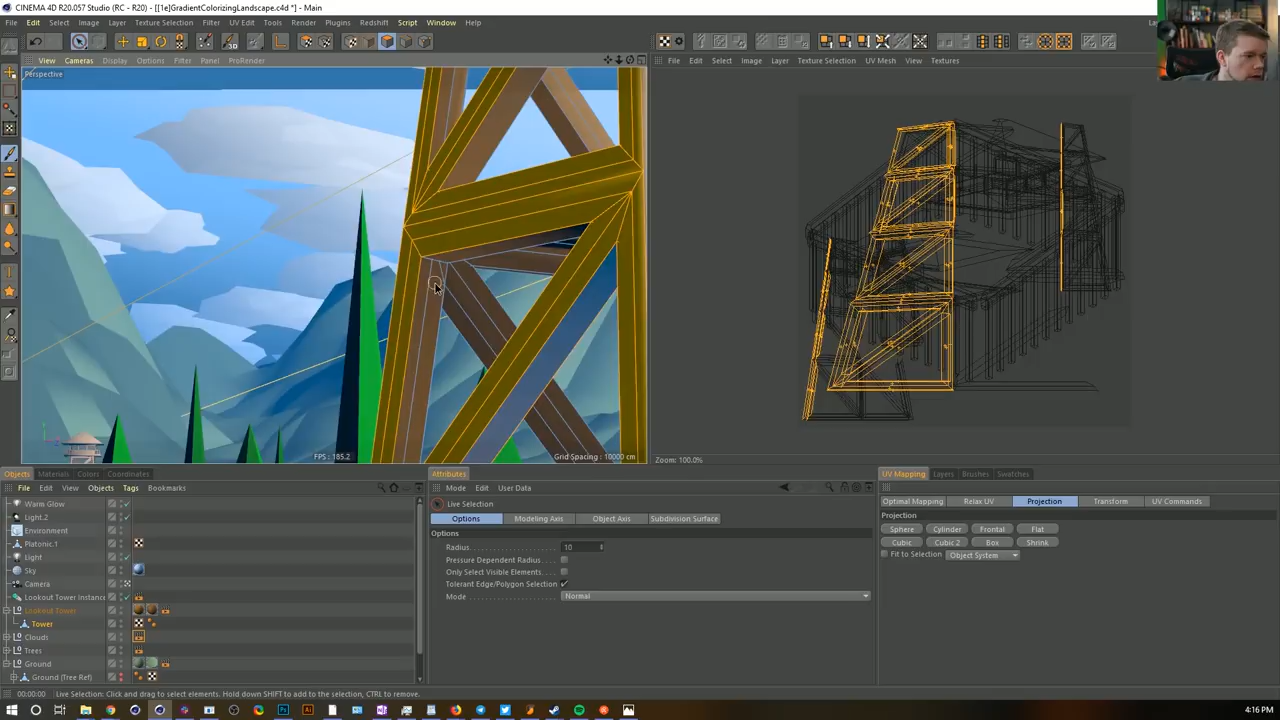 CINEMA 4D R20.057 Studio (RC - R20) - [[1e]GradientColorizingLandscape.c4d *] - Main
File Edit Select Image Layer Texture Selection Filter UV Edit Tools Render Plugins Redshift Script Window Help
View Cameras Display Options Filter Panel ProRender
File Edit Select Image Layer Texture Selection UV Mesh View Textures
Perspective
FPS : 185.2
Grid Spacing : 10000 cm
Zoom: 100.0%
Objects Materials Colors Coordinates
File Edit View Objects Tags Bookmarks
Warm Glow
Light.2
Environment
Platonic.1
Light
Sky
Camera
Lookout Tower Instance
Lookout Tower
Tower
Clouds
Trees
Ground
Ground (Tree Ref)
Attributes
Mode Edit User Data
Live Selection
Options Modeling Axis Object Axis Subdivision Surface
Options
Radius 10
Pressure Dependent Radius
Only Select Visible Elements
Tolerant Edge/Polygon Selection
Mode Normal
UV Mapping Layers Brushes Swatches
Optimal Mapping Relax UV Projection Transform UV Commands
Projection
Sphere Cylinder Frontal Flat
Cubic Cubic 2 Box Shrink
Fit to Selection Object System
00:00:00 Live Selection: Click and drag to select elements. Hold down SHIFT to add to the selection, CTRL to remove.
4:16 PM